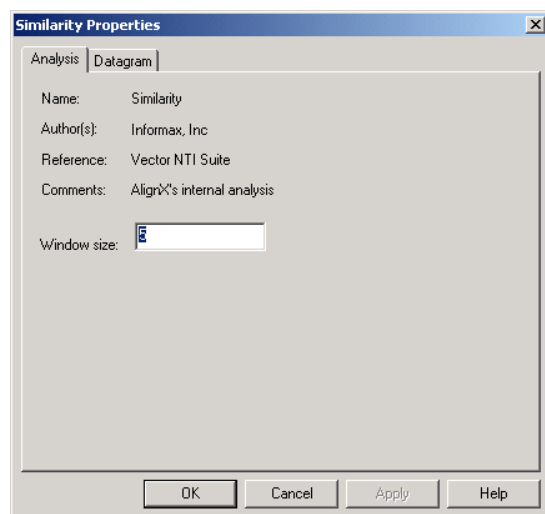 Similarity Properties
Analysis Datagram
Name: Similarity
Author(s): Informax, Inc
Reference: Vector NTI Suite
Comments: AlignX's internal analysis
Window size: 5
OK Cancel Apply Help